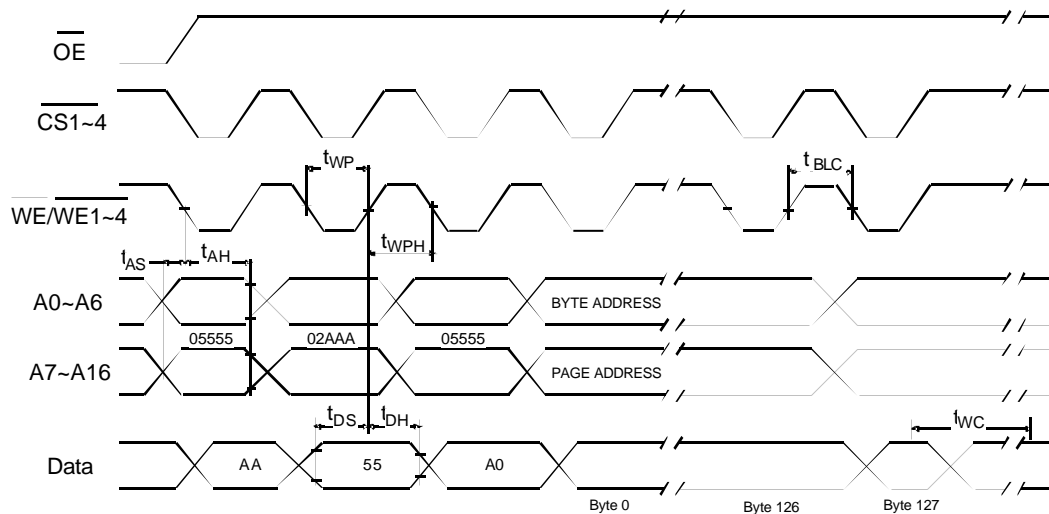 OE
CS1~4
tWP
tBLC
WE/WE1~4
tWPH
tAS
tAH
A0~A6
BYTE ADDRESS
05555 02AAA 05555
A7~A16
PAGE ADDRESS
tDS tDH
tWC
Data
AA 55 A0
Byte 0 Byte 126 Byte 127